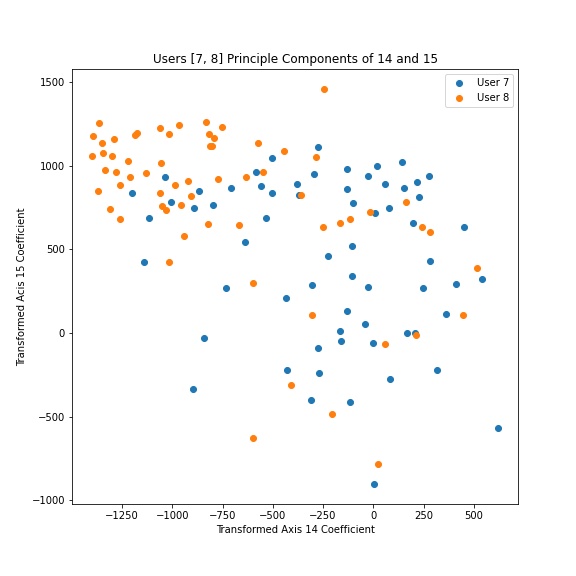 Users [7, 8] Principle Components of 14 and 15
User 7
User 8
1500
1000
500
0
−500
−1000
Transformed Acis 15 Coefficient
−1250 −1000 −750 −500 −250 0 250 500
Transformed Axis 14 Coefficient